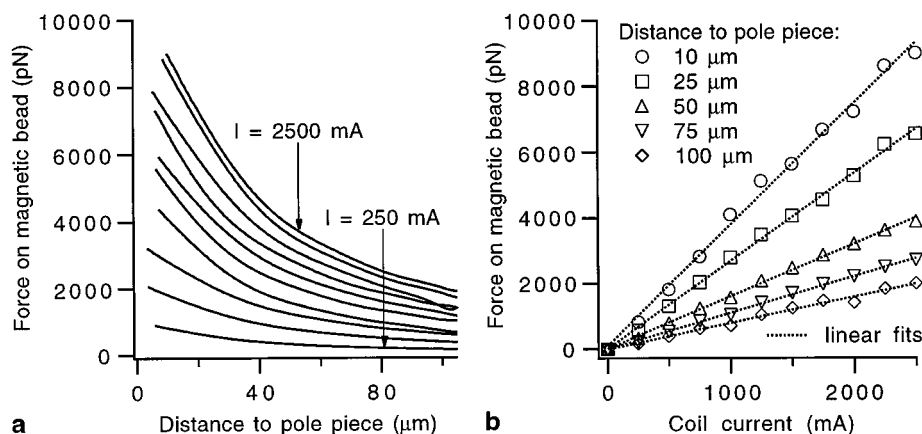 Force on magnetic bead (pN)
10000
8000
6000
4000
2000
0
I = 2500 mA
I = 250 mA
0
40
80
Distance to pole piece (μm)
a
Force on magnetic bead (pN)
10000
8000
6000
4000
2000
0
Distance to pole piece:
10 μm
25 μm
50 μm
75 μm
100 μm
linear fits
0
1000
2000
Coil current (mA)
b